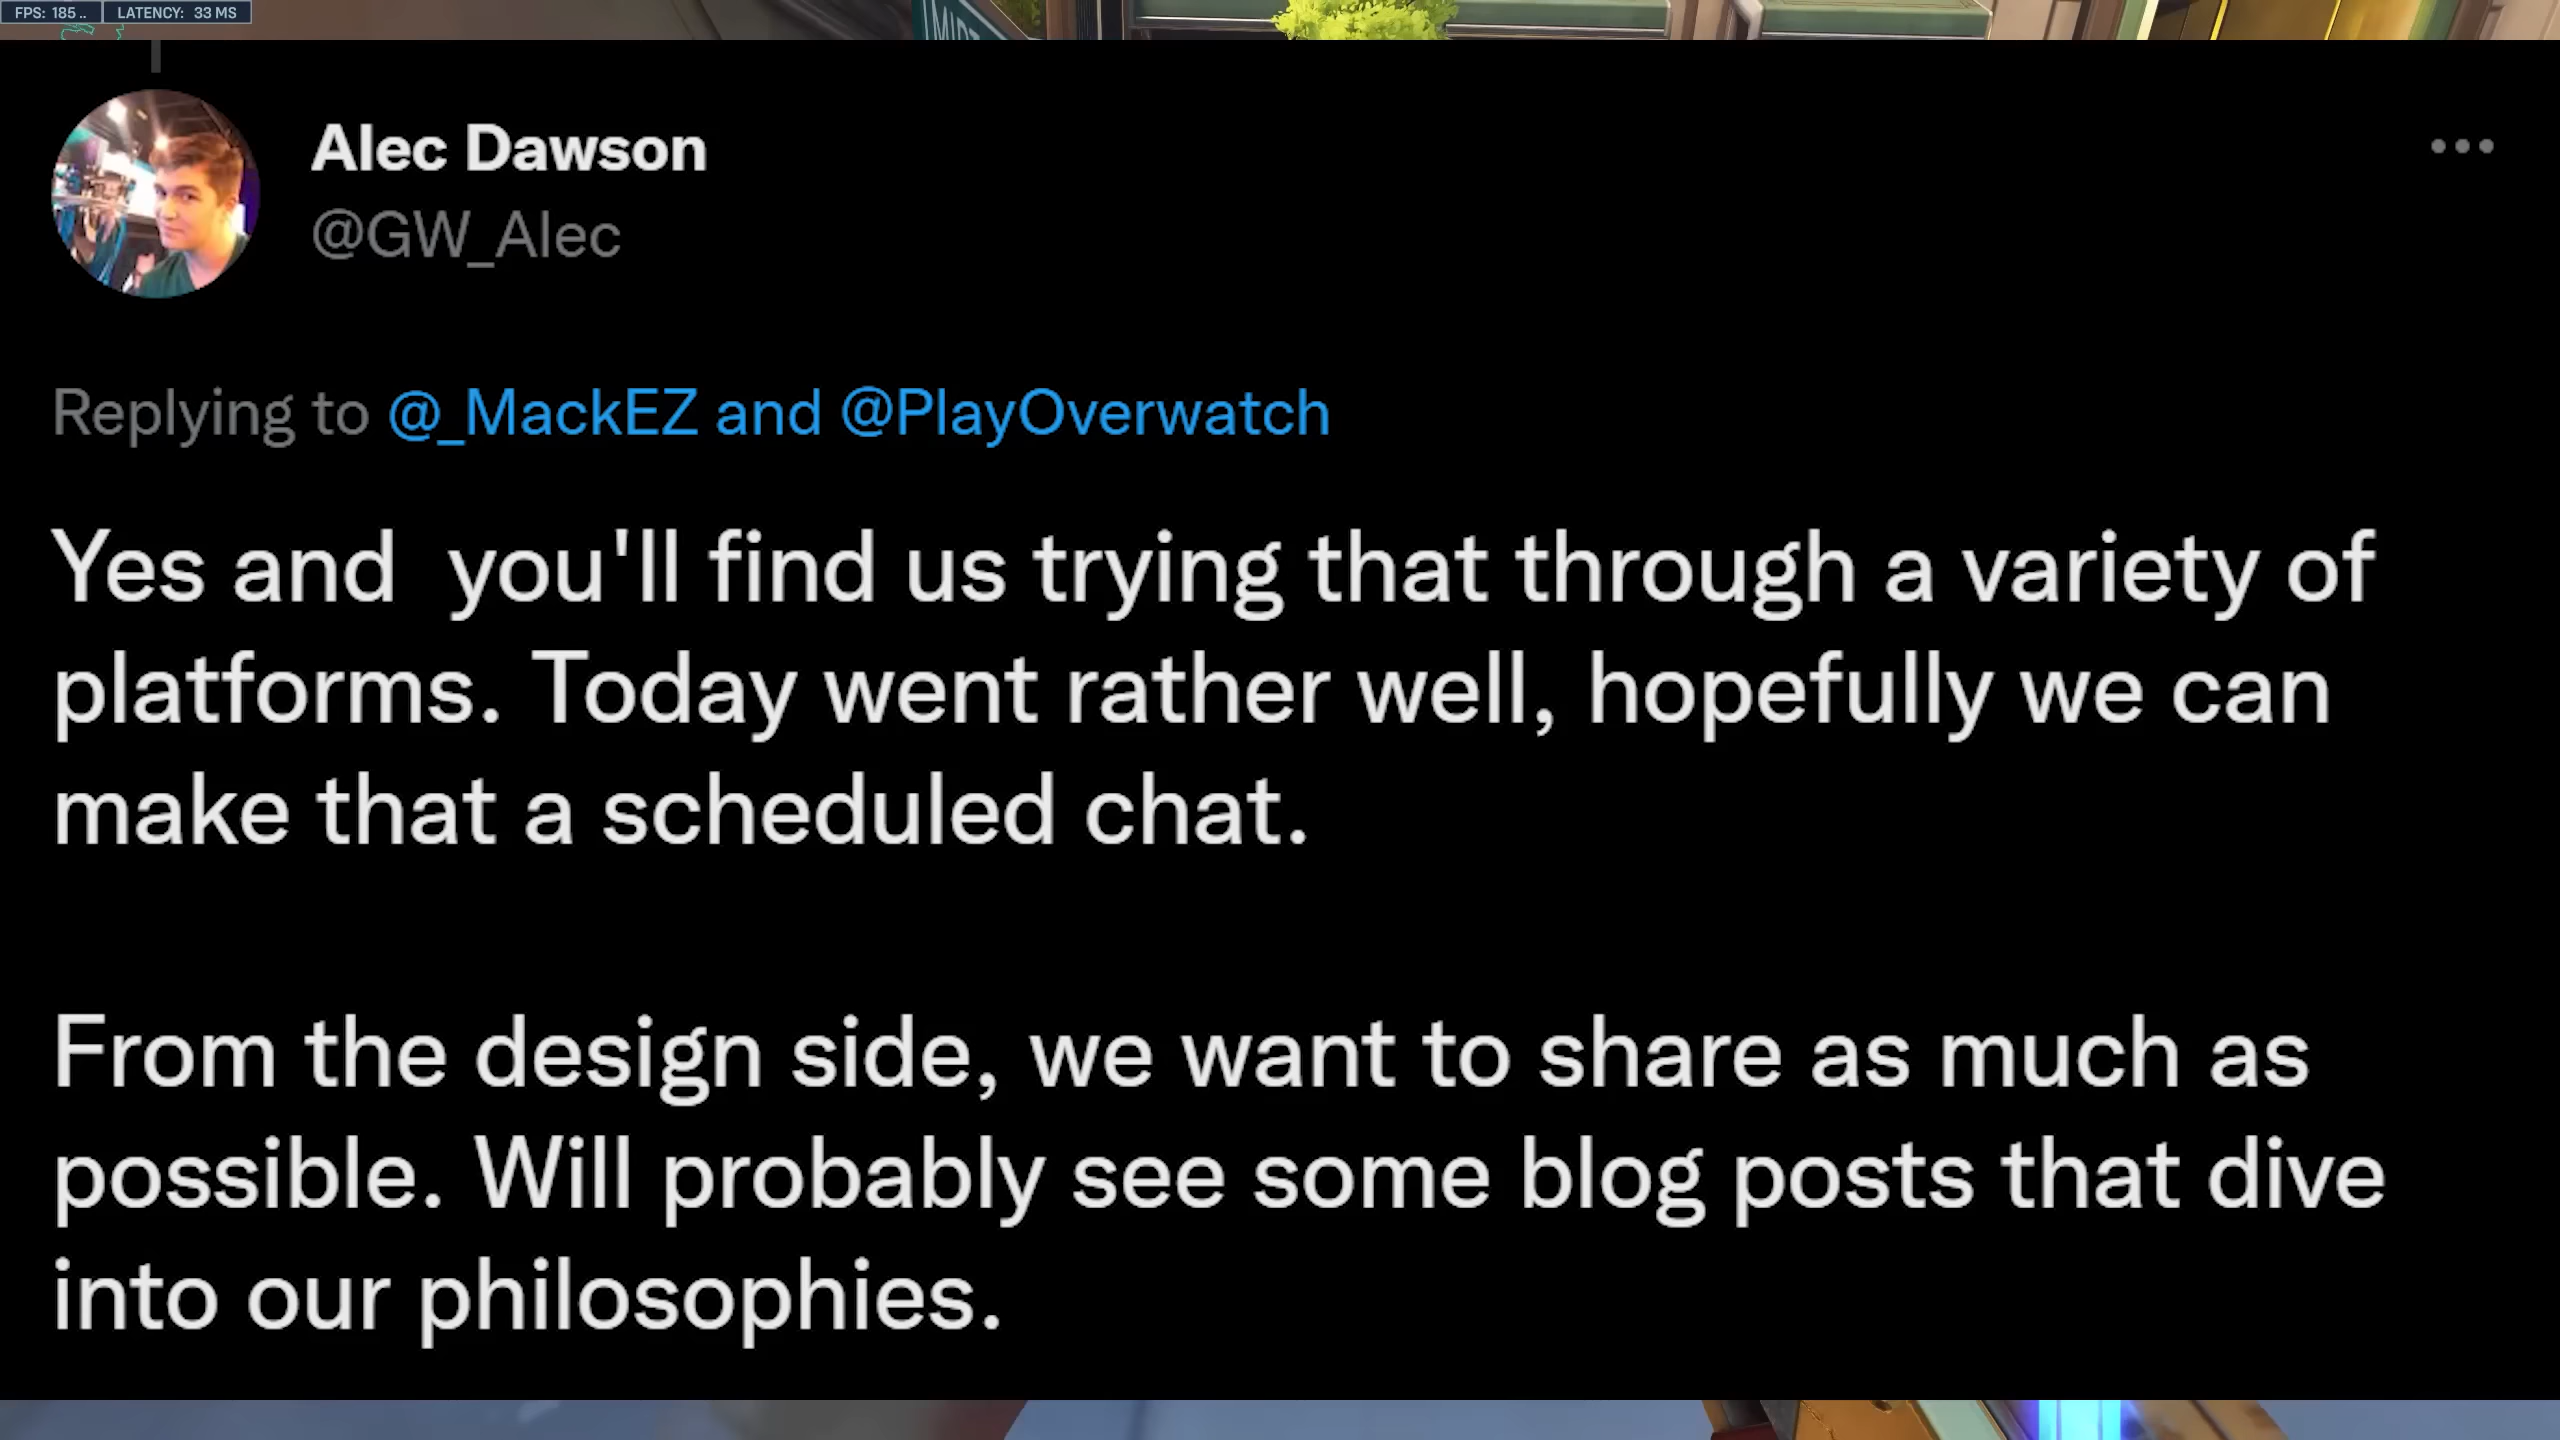 FPS: 185 .. LATENCY: 33 MS
Alec Dawson
@GW_Alec
Replying to @_MackEZ and @PlayOverwatch
Yes and  you'll find us trying that through a variety of
platforms. Today went rather well, hopefully we can
make that a scheduled chat.
From the design side, we want to share as much as
possible. Will probably see some blog posts that dive
into our philosophies.